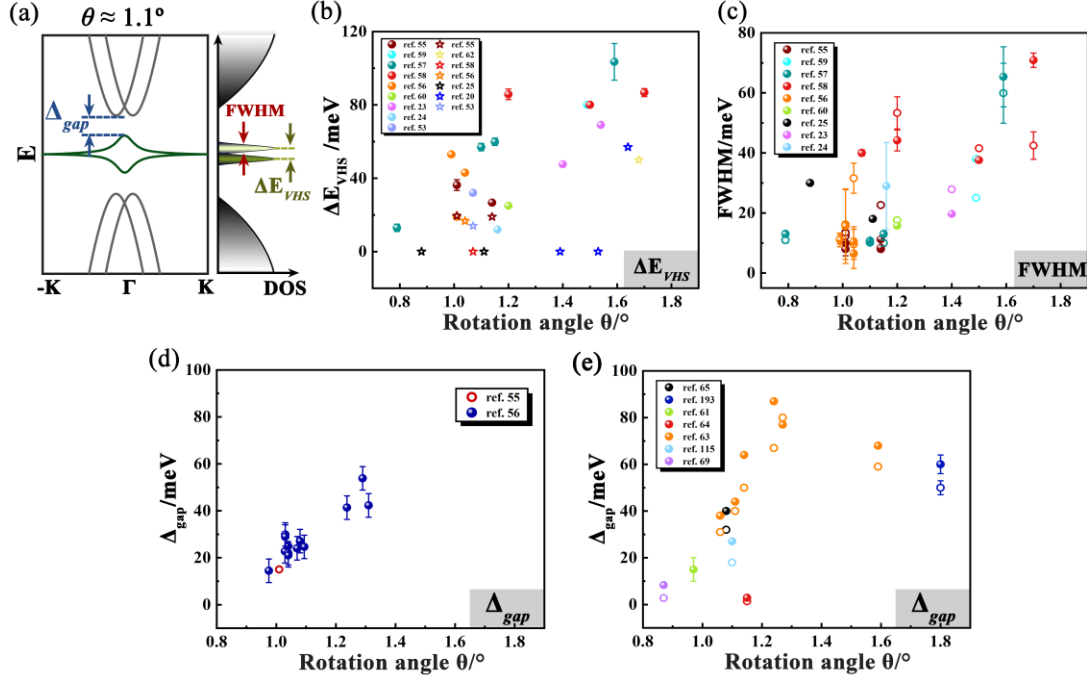 (a)
θ ≈ 1.1°
Δgap
FWHM
E
ΔEVHS
-K Γ K DOS
(b)
ΔEVHS/meV
120
80
40
0
ref. 55
ref. 59
ref. 57
ref. 58
ref. 56
ref. 60
ref. 23
ref. 24
ref. 53
ref. 55
ref. 62
ref. 58
ref. 56
ref. 25
ref. 20
ref. 53
ΔEVHS
0.8 1.0 1.2 1.4 1.6 1.8
Rotation angle θ/°
(c)
FWHM/meV
80
60
40
20
0
ref. 55
ref. 59
ref. 57
ref. 58
ref. 56
ref. 60
ref. 25
ref. 23
ref. 24
FWHM
0.8 1.0 1.2 1.4 1.6 1.8
Rotation angle θ/°
(d)
Δgap/meV
100
80
60
40
20
0
ref. 55
ref. 56
Δgap
0.8 1.0 1.2 1.4 1.6 1.8
Rotation angle θ/°
(e)
Δgap/meV
100
80
60
40
20
0
ref. 65
ref. 193
ref. 61
ref. 64
ref. 63
ref. 115
ref. 69
Δgap
0.8 1.0 1.2 1.4 1.6 1.8
Rotation angle θ/°